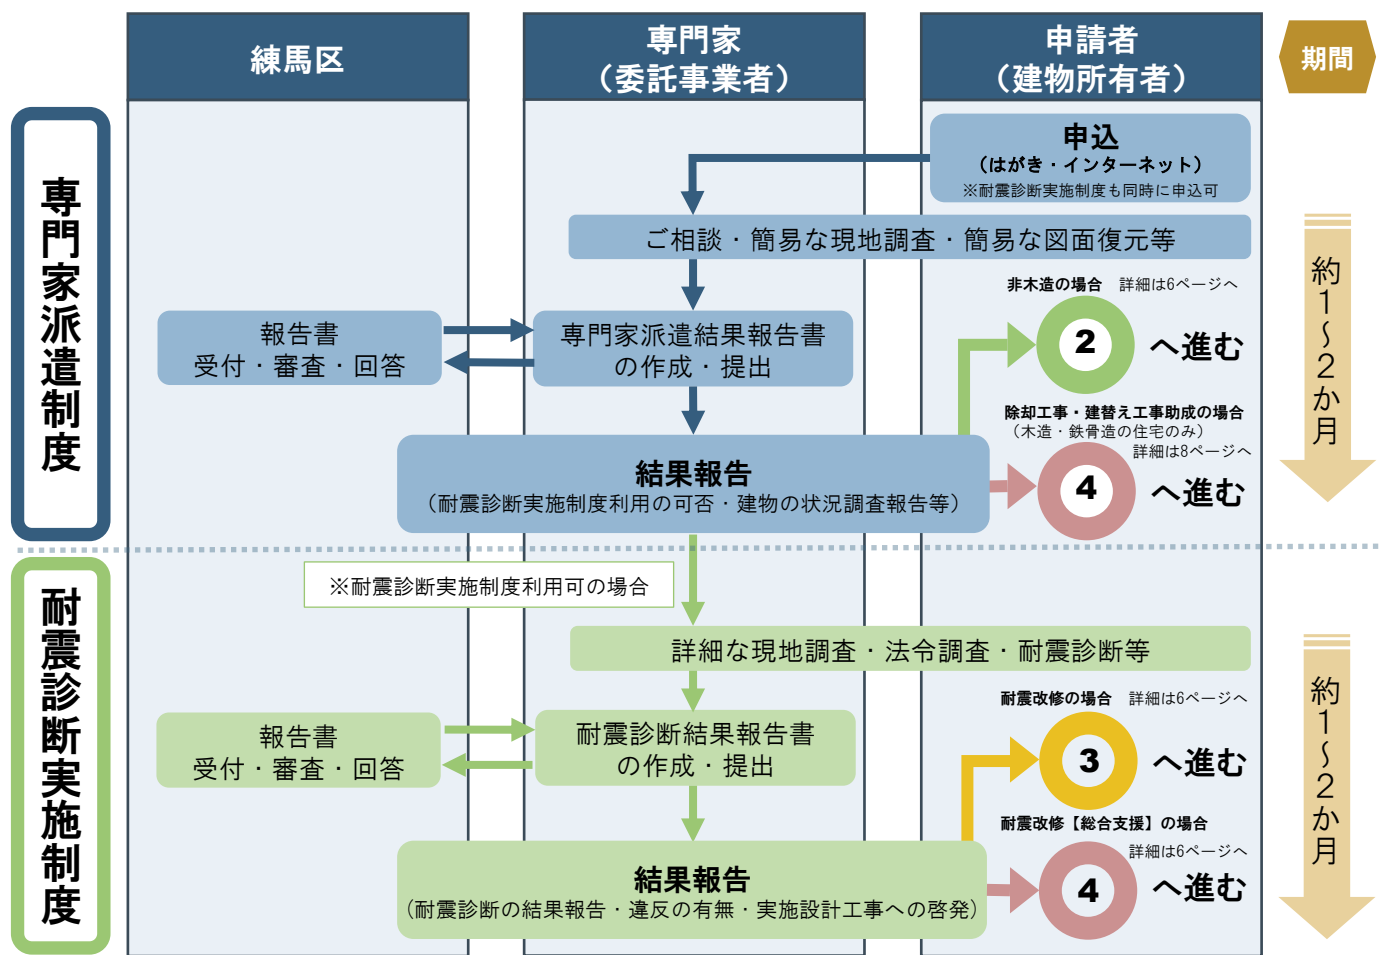 練馬区
専門家
（委託事業者）
申請者
（建物所有者）
期間
専門家派遣制度
申込
（はがき・インターネット）
※耐震診断実施制度も同時に申込可
ご相談・簡易な現地調査・簡易な図面復元等
報告書
受付・審査・回答
専門家派遣結果報告書
の作成・提出
非木造の場合 詳細は6ページへ
2 へ進む
除却工事・建替え工事助成の場合
（木造・鉄骨造の住宅のみ）
詳細は8ページへ
4 へ進む
結果報告
（耐震診断実施制度利用の可否・建物の状況調査報告等）
約1～2か月
耐震診断実施制度
※耐震診断実施制度利用可の場合
詳細な現地調査・法令調査・耐震診断等
報告書
受付・審査・回答
耐震診断結果報告書
の作成・提出
耐震改修の場合 詳細は6ページへ
3 へ進む
耐震改修【総合支援】の場合
詳細は6ページへ
4 へ進む
結果報告
（耐震診断の結果報告・違反の有無・実施設計工事への啓発）
約1～2か月